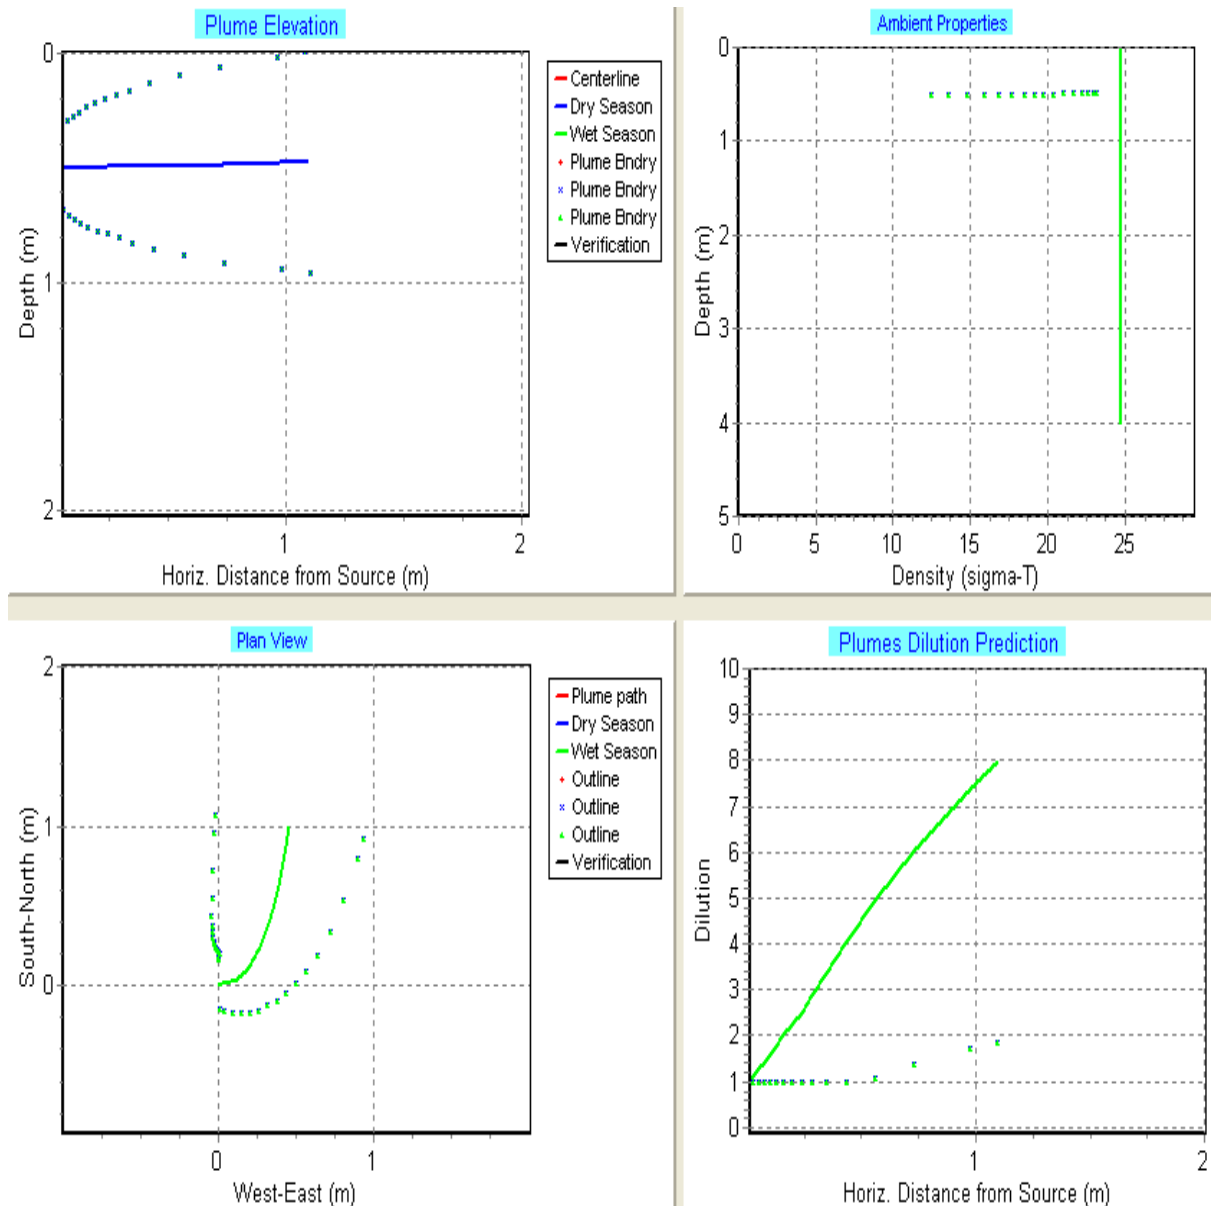 Plume Elevation
0
1
2
Depth (m)
1
2
Horiz. Distance from Source (m)
Centerline
Dry Season
Wet Season
Plume Bndry
Plume Bndry
Plume Bndry
Verification
Ambient Properties
0
1
2
3
4
5
Depth (m)
0
5
10
15
20
25
Density (sigma-T)
Plan View
2
1
0
South-North (m)
0
1
West-East (m)
Plume path
Dry Season
Wet Season
Outline
Outline
Outline
Verification
Plumes Dilution Prediction
10
9
8
7
6
5
4
3
2
1
0
Dilution
1
2
Horiz. Distance from Source (m)